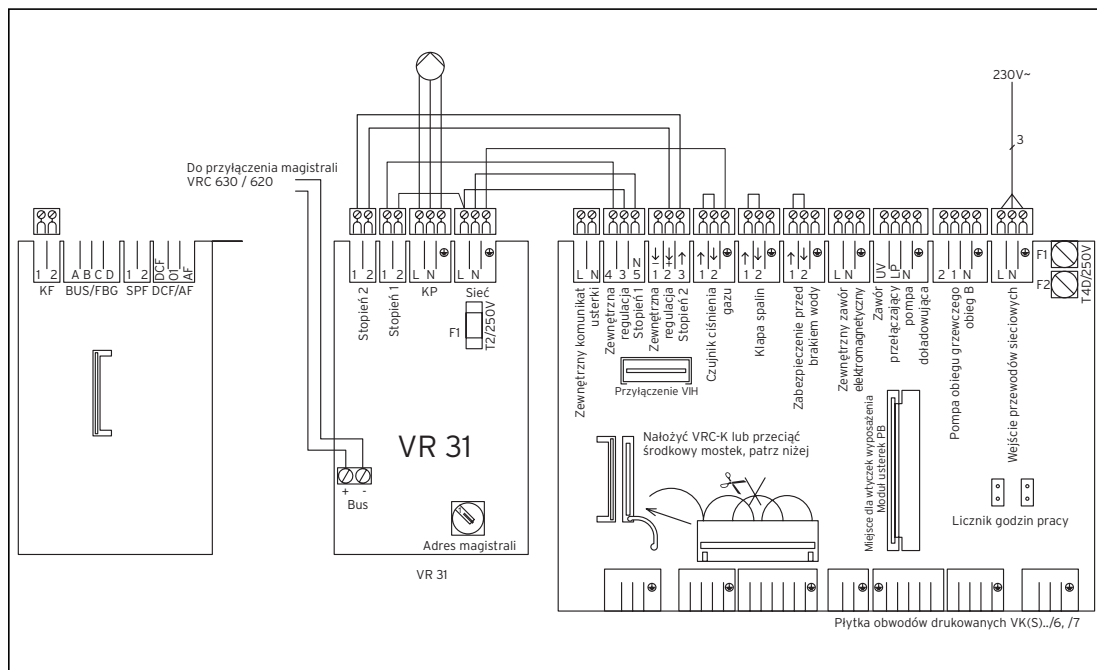 230V~
3
Do przyłączenia magistrali
VRC 630 / 620
1 2
KF
A B C D
BUS/FBG
1 2
SPF
DCF
01
AF
DCF/AF
1 2
Stopień 2
1 2
Stopień 1
L N
KP
L N
Sieć
F1
T2/250V
VR 31
+ -
Bus
Adres magistrali
VR 31
L N
Zewnętrzny komunikat
usterki
4 3 5
N
Zewnętrzna
regulacja
Stopień 1
1 2 3
- +
Zewnętrzna
regulacja
Stopień 2
1 2
Czujnik ciśnienia
gazu
1 2
Klapa spalin
1 2
Zabezpieczenie przed
brakiem wody
L N
Zewnętrzny zawór
elektromagnetyczny
UV
LP
N
Zawór
przełączający
pompa
doładowująca
2 1 N
Pompa obiegu grzewczego
obieg B
L N
Wejście przewodów sieciowych
F1
F2
T4D/250V
Przyłączenie VIH
Nałożyć VRC-K lub przeciąć
środkowy mostek, patrz niżej
Miejsce dla wtyczek wyposażenia
Moduł usterek PB
Licznik godzin pracy
Płytka obwodów drukowanych VK(S)../6, /7